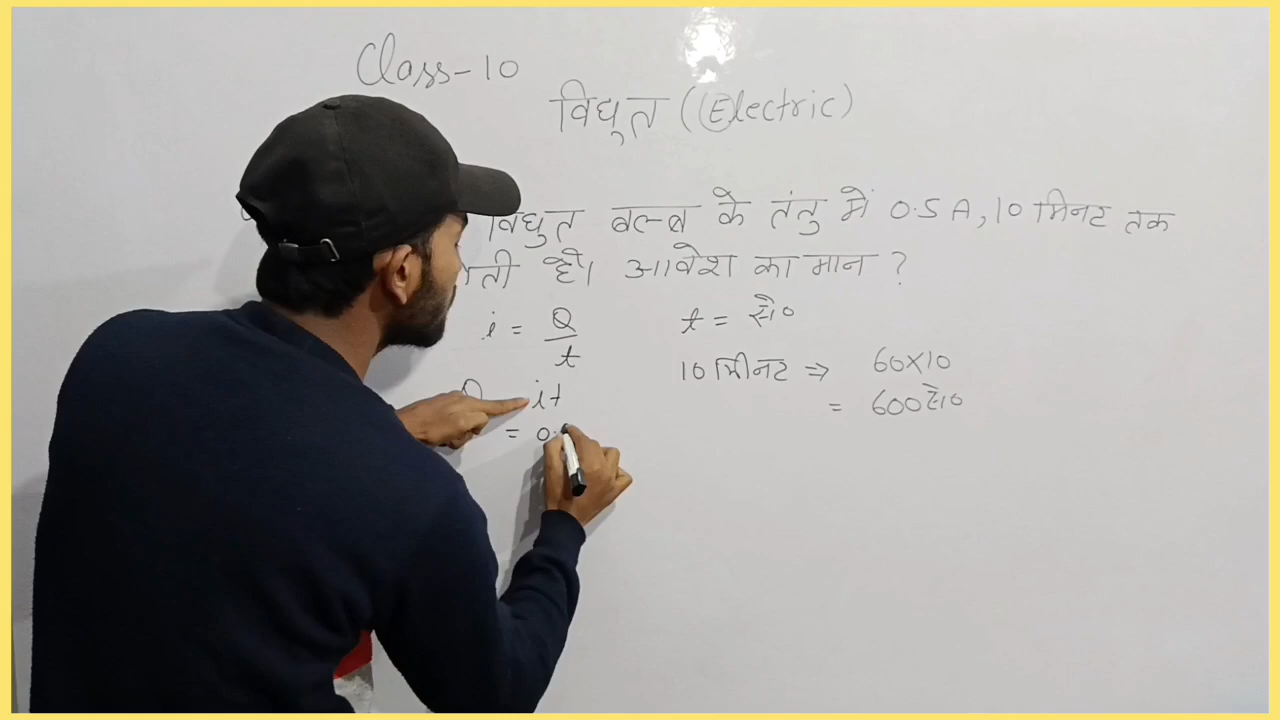 Class-10
विद्युत (Electric)
विद्युत बल्ब के तंतु में 0.5 A, 10 मिनट तक
है। आवेश का मान ?
i = Q/t
t = से०
10 मिनट ⇒ 60×10
= 600 से०
it
= 0.